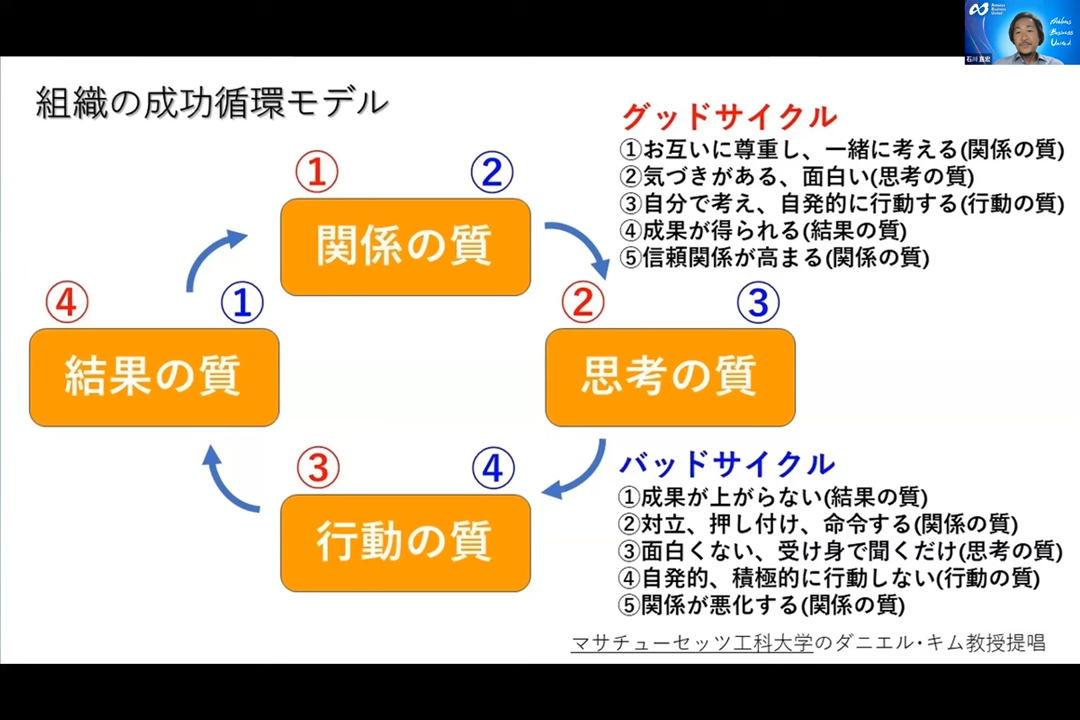 Athless
Business
United
Athless
Business
United
石川 直宏
組織の成功循環モデル
① ②
関係の質
④ ①
結果の質
② ③
思考の質
③ ④
行動の質
グッドサイクル
①お互いに尊重し、一緒に考える(関係の質)
②気づきがある、面白い(思考の質)
③自分で考え、自発的に行動する(行動の質)
④成果が得られる(結果の質)
⑤信頼関係が高まる(関係の質)
バッドサイクル
①成果が上がらない(結果の質)
②対立、押し付け、命令する(関係の質)
③面白くない、受け身で聞くだけ(思考の質)
④自発的、積極的に行動しない(行動の質)
⑤関係が悪化する(関係の質)
マサチューセッツ工科大学のダニエル・キム教授提唱